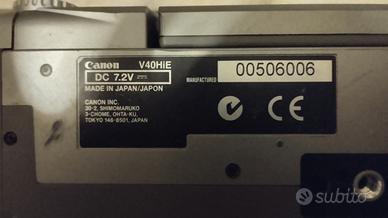 Canon V40HiE
DC 7.2V
MADE IN JAPAN/JAPON
MANUFACTURED 00506006
CANON INC.
30-2, SHIMOMARUKO
3-CHOME, OHTA-KU,
TOKYO 146-8501, JAPAN
CE
subito